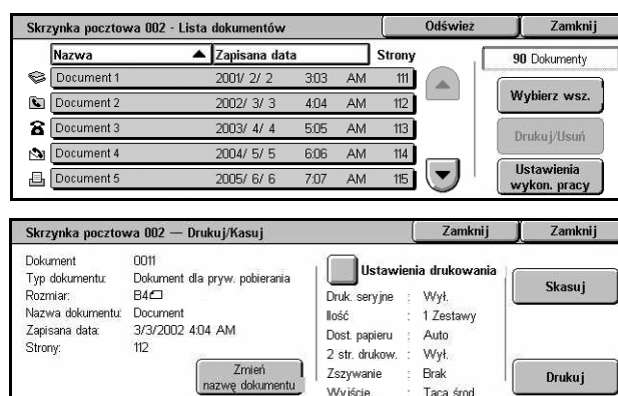 Skrzynka pocztowa 002 - Lista dokumentów Odśwież Zamknij
Nazwa Zapisana data Strony
90 Dokumenty
Document 1 2001/ 2/ 2 3:03 AM 111
Document 2 2002/ 3/ 3 4:04 AM 112
Document 3 2003/ 4/ 4 5:05 AM 113
Document 4 2004/ 5/ 5 6:06 AM 114
Document 5 2005/ 6/ 6 7:07 AM 115
Wybierz wsz.
Drukuj/Usuń
Ustawienia
wykon. pracy
Skrzynka pocztowa 002 — Drukuj/Kasuj Zamknij Zamknij
Dokument 0011
Typ dokumentu: Dokument dla pryw. pobierania
Rozmiar: B4
Nazwa dokumentu: Document
Zapisana data: 3/3/2002 4:04 AM
Strony: 112
Zmień
nazwę dokumentu
Ustawienia drukowania
Druk. seryjne : Wył.
Ilość : 1 Zestawy
Dost. papieru : Auto
2 str. drukow. : Wył.
Zszywanie : Brak
Wyjście : Taca środ.
Skasuj
Drukuj